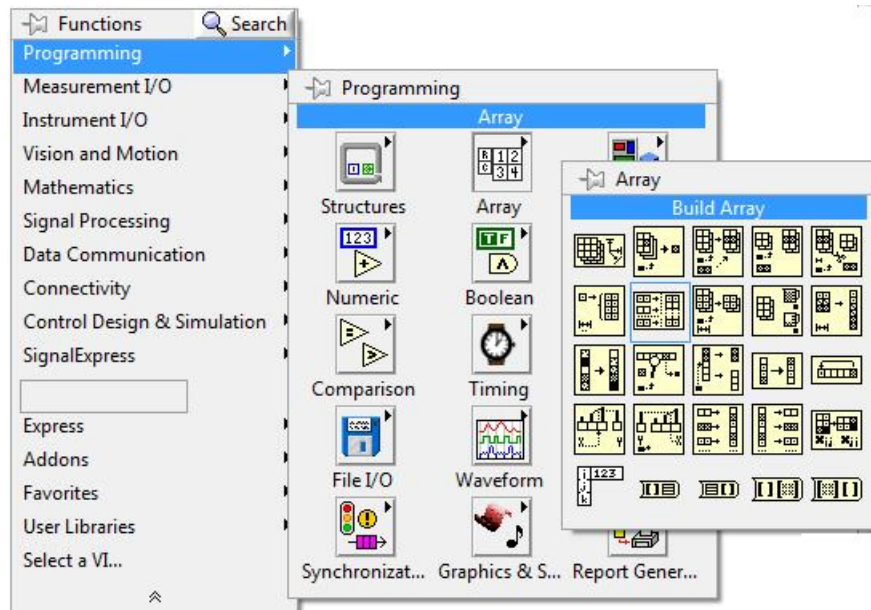 Functions
Search
Programming
Measurement I/O
Instrument I/O
Vision and Motion
Mathematics
Signal Processing
Data Communication
Connectivity
Control Design & Simulation
SignalExpress
Express
Addons
Favorites
User Libraries
Select a VI...
Programming
Array
Structures
Array
Numeric
Boolean
Comparison
Timing
File I/O
Waveform
Synchronizat...
Graphics & S...
Report Gener...
Array
Build Array